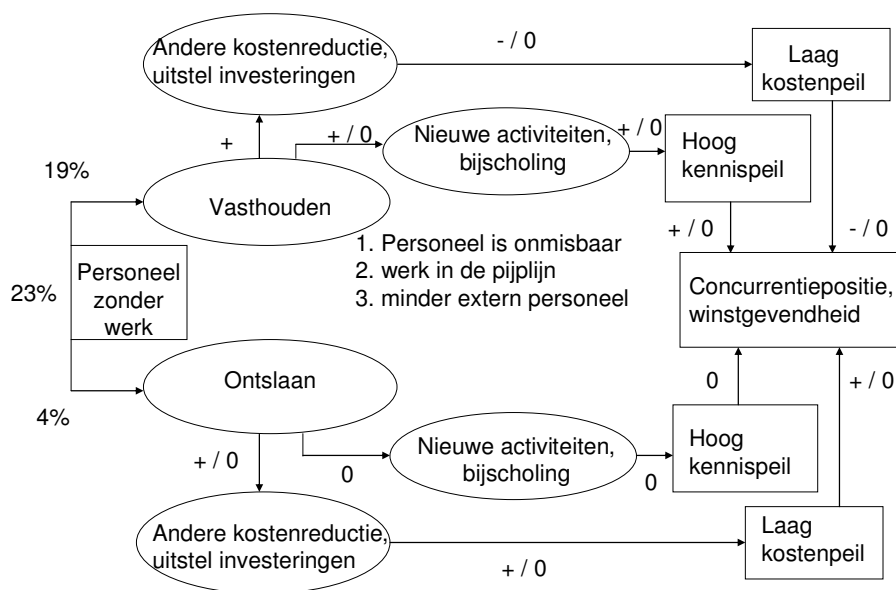 Andere kostenreductie,
uitstel investeringen
- / 0
Laag
kostenpeil
+
+ / 0
Nieuwe activiteiten,
bijscholing
+ / 0
Hoog
kennispeil
19%
Vasthouden
+ / 0
- / 0
1. Personeel is onmisbaar
2. werk in de pijplijn
3. minder extern personeel
23%
Personeel
zonder
werk
Concurrentiepositie,
winstgevendheid
Ontslaan
0
+ / 0
4%
+ / 0
0
Nieuwe activiteiten,
bijscholing
0
Hoog
kennispeil
Andere kostenreductie,
uitstel investeringen
+ / 0
Laag
kostenpeil